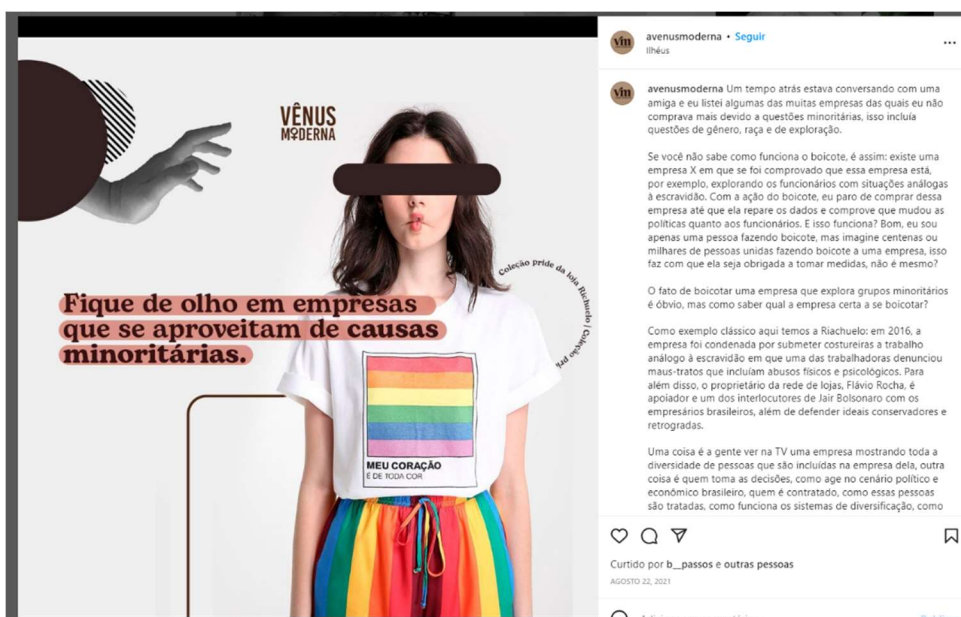 VÊNUS
MODERNA
Coleção pride da loja Richuelo | Coleção pri
Fique de olho em empresas
que se aproveitam de causas
minoritárias.
MEU CORAÇÃO
É DE TODA COR
vm
avenusmoderna • Seguir
Ilhéus
vm
avenusmoderna Um tempo atrás estava conversando com uma
amiga e eu listei algumas das muitas empresas das quais eu não
comprava mais devido a questões minoritárias, isso incluía
questões de gênero, raça e de exploração.
Se você não sabe como funciona o boicote, é assim: existe uma
empresa X em que se foi comprovado que essa empresa está,
por exemplo, explorando os funcionários com situações análogas
à escravidão. Com a ação do boicote, eu paro de comprar dessa
empresa até que ela repare os dados e comprove que mudou as
políticas quanto aos funcionários. E isso funciona? Bom, eu sou
apenas uma pessoa fazendo boicote, mas imagine centenas ou
milhares de pessoas unidas fazendo boicote a uma empresa, isso
faz com que ela seja obrigada a tomar medidas, não é mesmo?
O fato de boicotar uma empresa que explora grupos minoritários
é óbvio, mas como saber qual a empresa certa a se boicotar?
Como exemplo clássico aqui temos a Riachuelo: em 2016, a
empresa foi condenada por submeter costureiras a trabalho
análogo à escravidão em que uma das trabalhadoras denunciou
maus-tratos que incluíam abusos físicos e psicológicos. Para
além disso, o proprietário da rede de lojas, Flávio Rocha, é
apoiador e um dos interlocutores de Jair Bolsonaro com os
empresários brasileiros, além de defender ideais conservadores e
retrogradas.
Uma coisa é a gente ver na TV uma empresa mostrando toda a
diversidade de pessoas que são incluídas na empresa dela, outra
coisa é quem toma as decisões, como age no cenário político e
econômico brasileiro, quem é contratado, como essas pessoas
são tratadas, como funciona os sistemas de diversificação, como
Curtido por b__passos e outras pessoas
AGOSTO 22, 2021